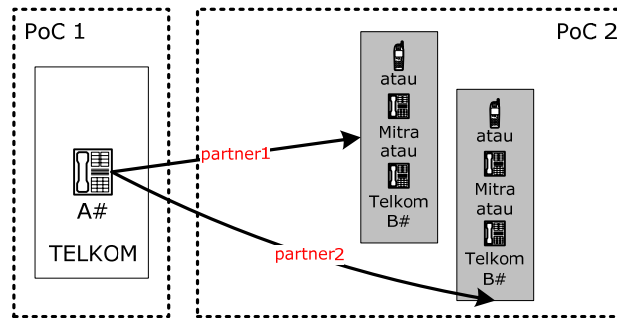 PoC 1
A#
TELKOM
partner1
partner2
PoC 2
atau
Mitra
atau
Telkom
B#
atau
Mitra
atau
Telkom
B#